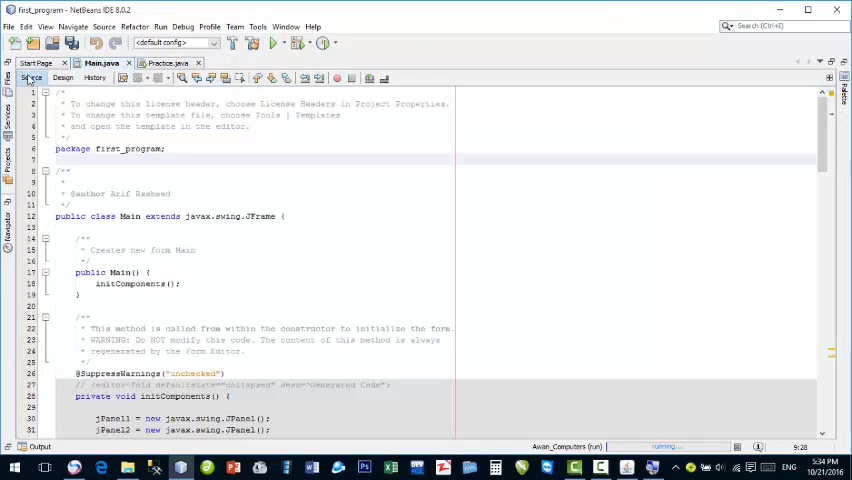 first_program - NetBeans IDE 8.0.2
File Edit View Navigate Source Refactor Run Debug Profile Team Tools Window Help
<default config>
Search (Ctrl+I)
Start Page Main.java Practice.java
Source Design History
Files
Services
Projects
Navigator
Palette
1 /*
2 * To change this license header, choose License Headers in Project Properties.
3 * To change this template file, choose Tools | Templates
4 * and open the template in the editor.
5 */
6 package first_program;
7
8 /**
9 *
10 * @author Arif Rasheed
11 */
12 public class Main extends javax.swing.JFrame {
13
14 /**
15 * Creates new form Main
16 */
17 public Main() {
18 initComponents();
19 }
20
21 /**
22 * This method is called from within the constructor to initialize the form.
23 * WARNING: Do NOT modify this code. The content of this method is always
24 * regenerated by the Form Editor.
25 */
26 @SuppressWarnings("unchecked")
27 // <editor-fold defaultstate="collapsed" desc="Generated Code">
28 private void initComponents() {
29
30 jPanel1 = new javax.swing.JPanel();
31 jPanel2 = new javax.swing.JPanel();
Output
Awan_Computers (run) running... 9:28
ENG
5:34 PM
10/21/2016